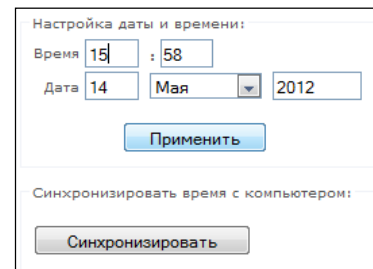 Настройка даты и времени:
Время 15 : 58
Дата 14 Мая 2012
Применить
Синхронизировать время с компьютером:
Синхронизировать